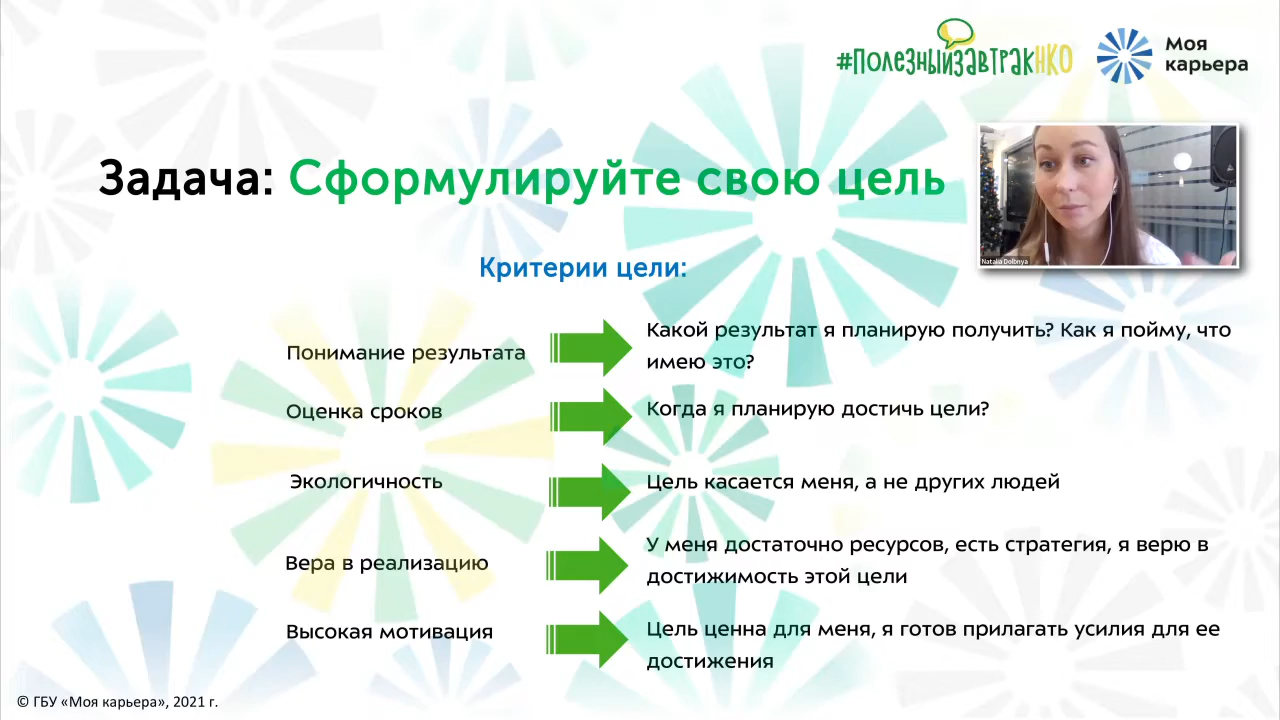 #ПОЛЕЗНЫЙЗАВТРАКНКО
Моя
карьера
Задача: Сформулируйте свою цель
Natalia Dolbnya
Критерии цели:
Понимание результата
Какой результат я планирую получить? Как я пойму, что
имею это?
Оценка сроков
Когда я планирую достичь цели?
Экологичность
Цель касается меня, а не других людей
Вера в реализацию
У меня достаточно ресурсов, есть стратегия, я верю в
достижимость этой цели
Высокая мотивация
Цель ценна для меня, я готов прилагать усилия для ее
достижения
© ГБУ «Моя карьера», 2021 г.